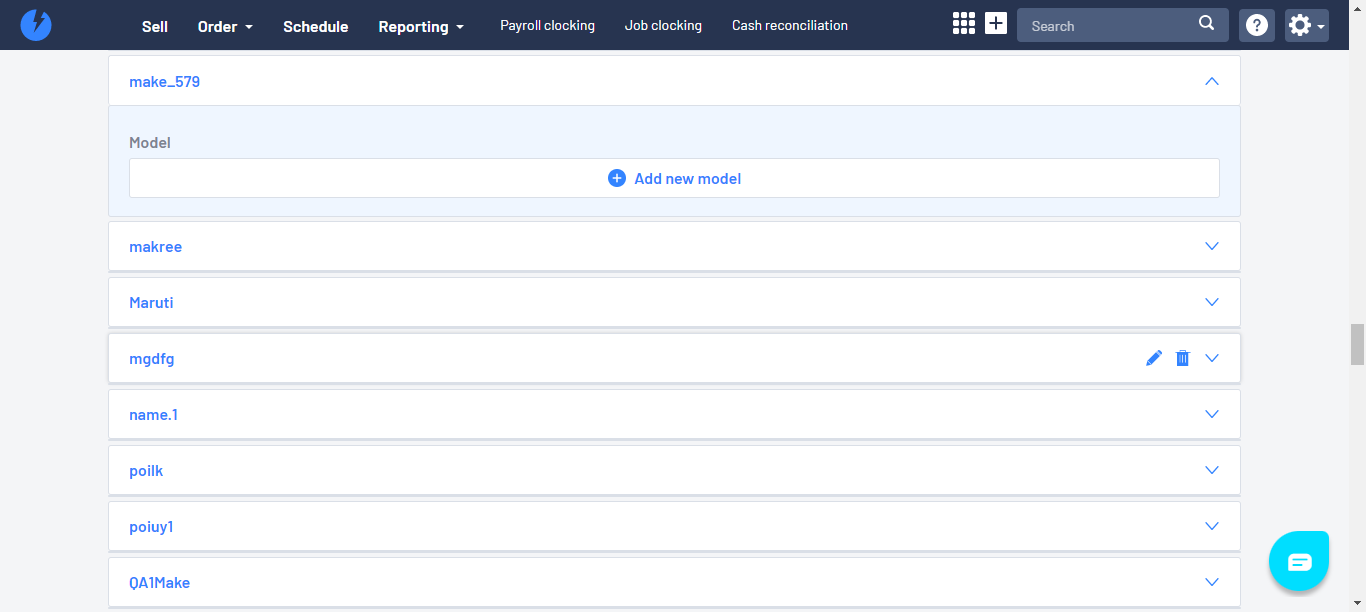 Sell Order Schedule Reporting Payroll clocking Job clocking Cash reconciliation Search
make_579
Model
Add new model
makree
Maruti
mgdfg
name.1
poilk
poiuy1
QA1Make